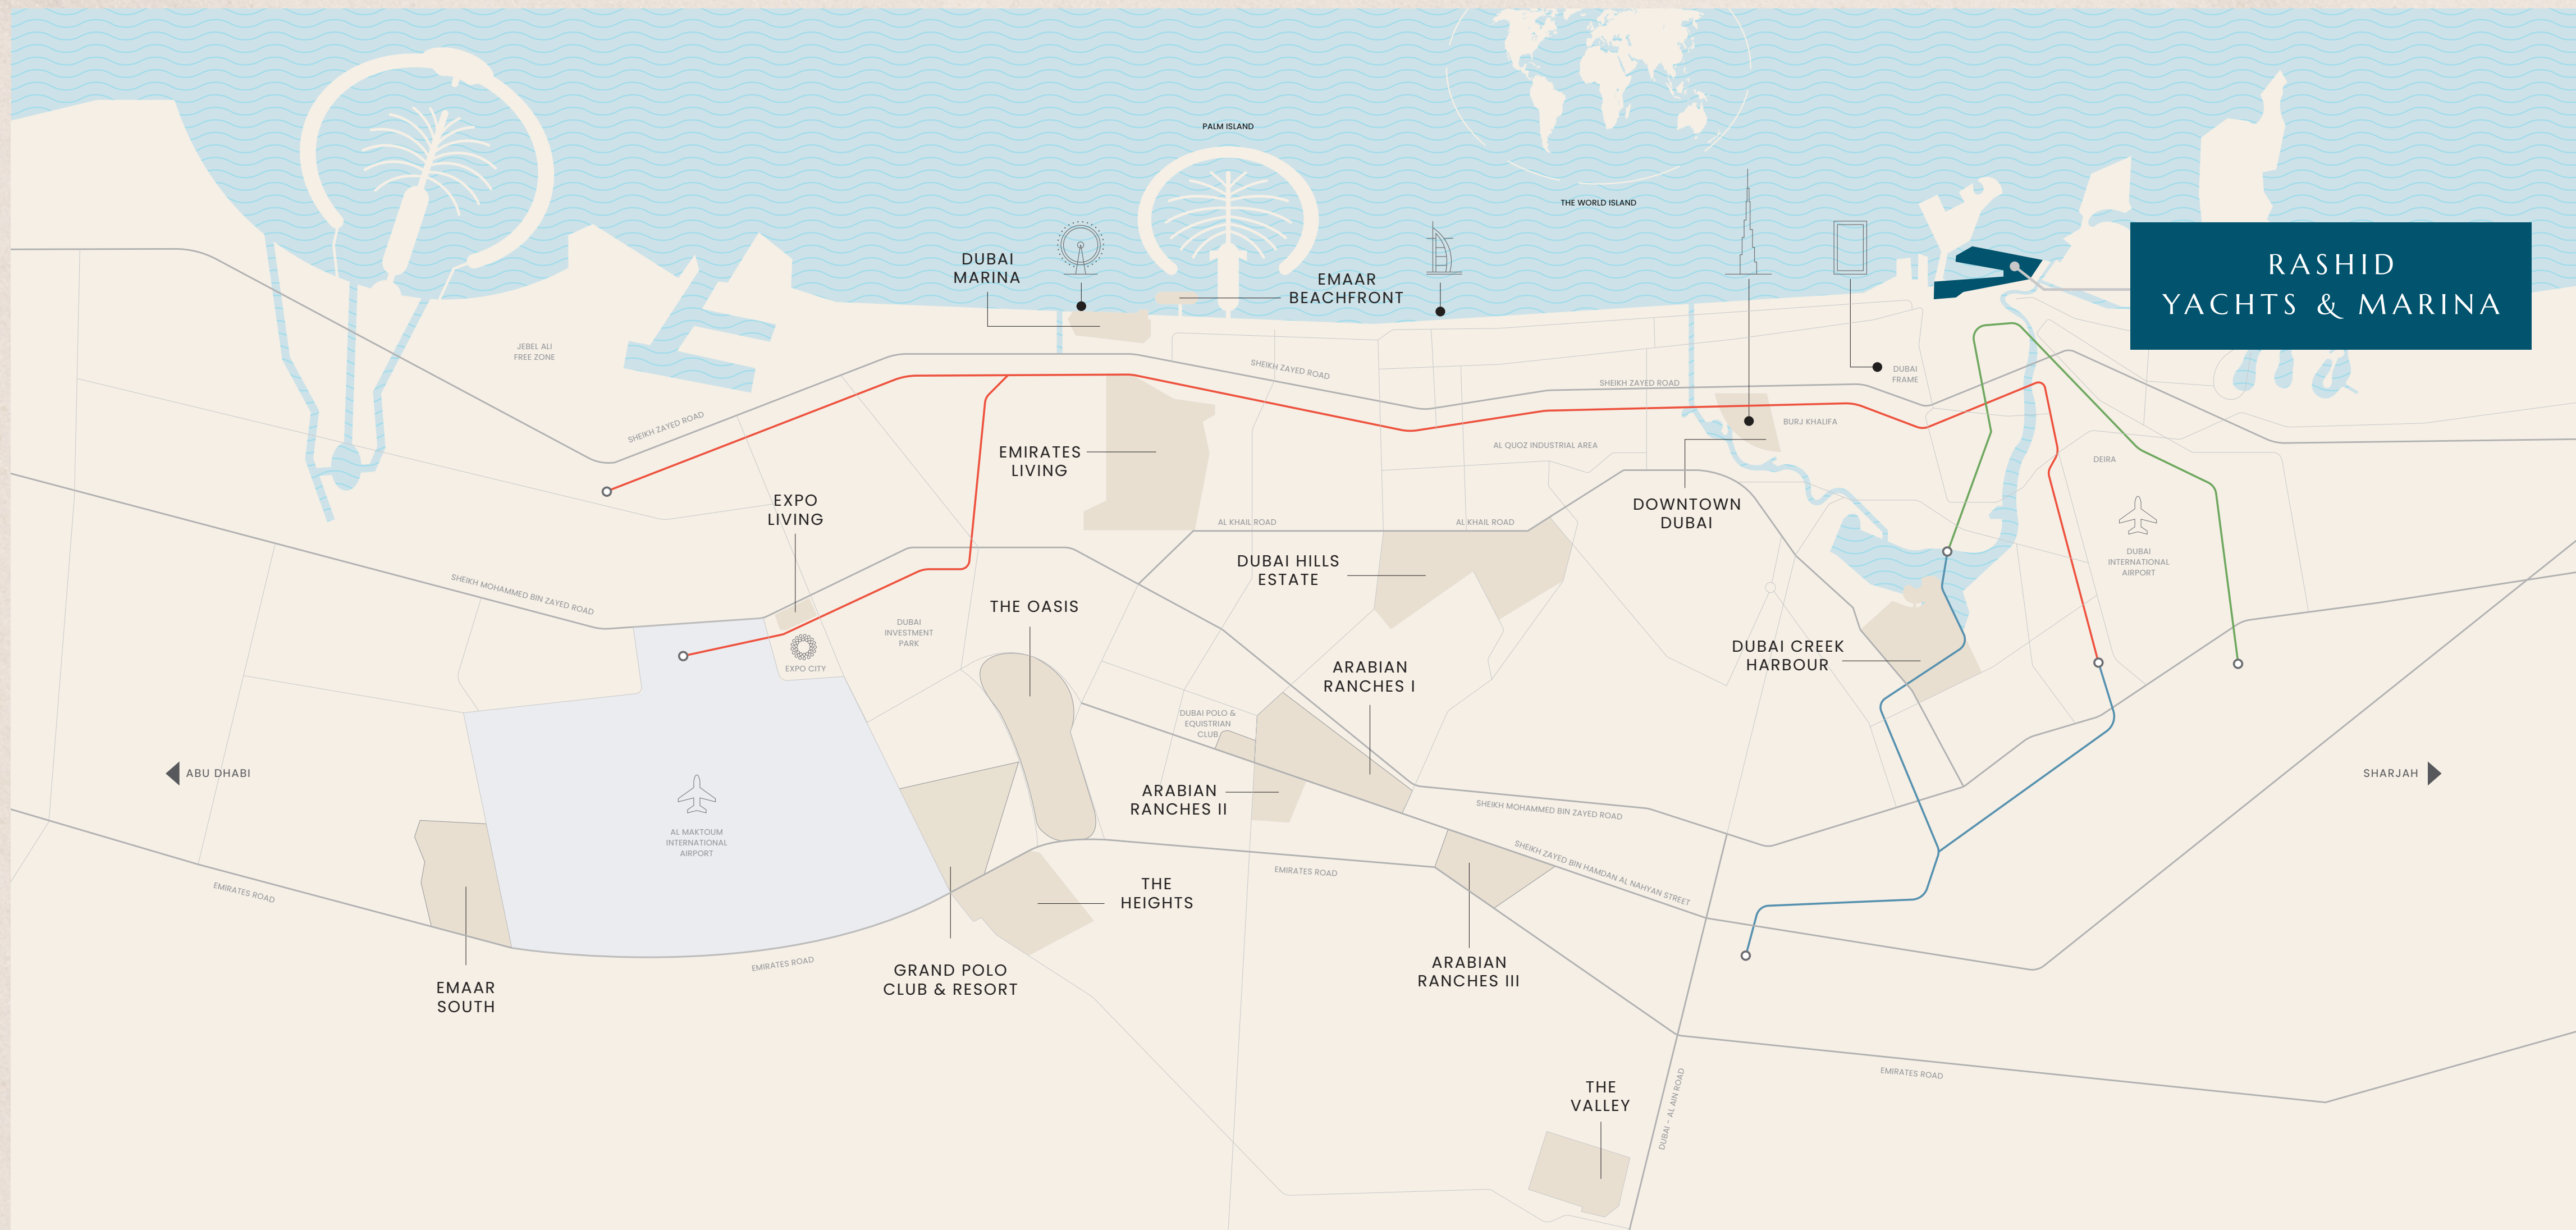 PALM ISLAND
THE WORLD ISLAND
DUBAI
MARINA
EMAAR
BEACHFRONT
RASHID
YACHTS & MARINA
JEBEL ALI
FREE ZONE
SHEIKH ZAYED ROAD
SHEIKH ZAYED ROAD
SHEIKH ZAYED ROAD
DUBAI
FRAME
BURJ KHALIFA
AL QUOZ INDUSTRIAL AREA
EMIRATES
LIVING
DEIRA
EXPO
LIVING
DOWNTOWN
DUBAI
AL KHAIL ROAD
AL KHAIL ROAD
DUBAI HILLS
ESTATE
DUBAI
INTERNATIONAL
AIRPORT
SHEIKH MOHAMMED BIN ZAYED ROAD
THE OASIS
DUBAI
INVESTMENT
PARK
EXPO CITY
DUBAI CREEK
HARBOUR
ARABIAN
RANCHES I
DUBAI POLO &
EQUESTRIAN
CLUB
ABU DHABI
SHARJAH
ARABIAN
RANCHES II
SHEIKH MOHAMMED BIN ZAYED ROAD
AL MAKTOUM
INTERNATIONAL
AIRPORT
SHEIKH ZAYED BIN HAMDAN AL NAHYAN STREET
EMIRATES ROAD
EMIRATES ROAD
THE
HEIGHTS
EMIRATES ROAD
GRAND POLO
CLUB & RESORT
ARABIAN
RANCHES III
EMAAR
SOUTH
EMIRATES ROAD
THE
VALLEY
DUBAI - AL AIN ROAD